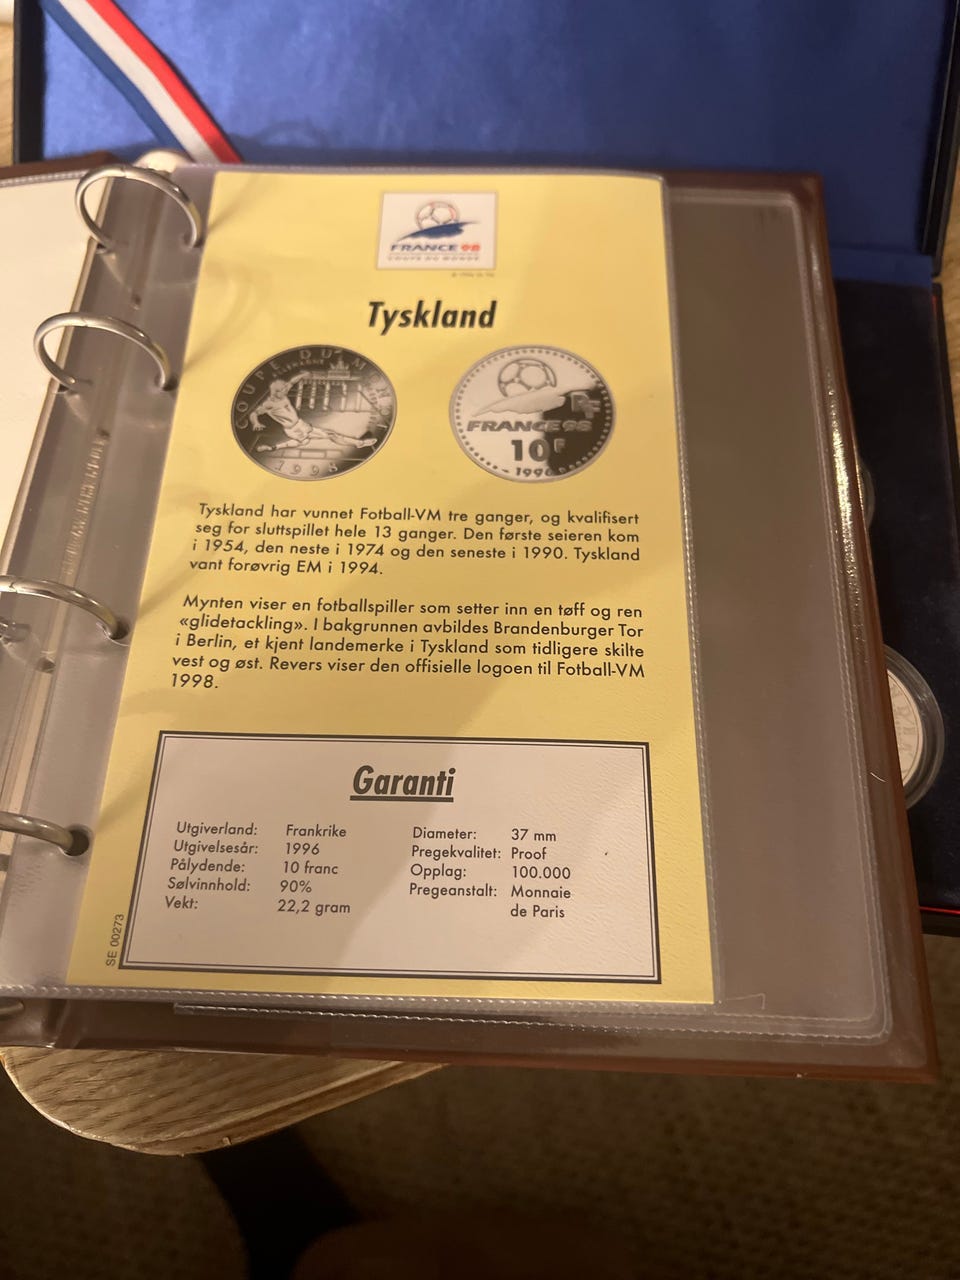 FRANCE 98
COUPE DU MONDE
Tyskland
COUPE DU MONDE
ALLEMAGNE
1998
RF
FRANCE 98
10F
1996
Tyskland har vunnet Fotball-VM tre ganger, og kvalifisert
seg for sluttspillet hele 13 ganger. Den første seieren kom
i 1954, den neste i 1974 og den seneste i 1990. Tyskland
vant forøvrig EM i 1994.
Mynten viser en fotballspiller som setter inn en tøff og ren
«glidetackling». I bakgrunnen avbildes Brandenburger Tor
i Berlin, et kjent landemerke i Tyskland som tidligere skilte
vest og øst. Revers viser den offisielle logoen til Fotball-VM
1998.
Garanti
Utgiverland: Frankrike
Utgivelsesår: 1996
Pålydende: 10 franc
Sølvinnhold: 90%
Vekt: 22,2 gram
Diameter: 37 mm
Pregekvalitet: Proof
Opplag: 100.000
Pregeanstalt: Monnaie
de Paris
SE 00273